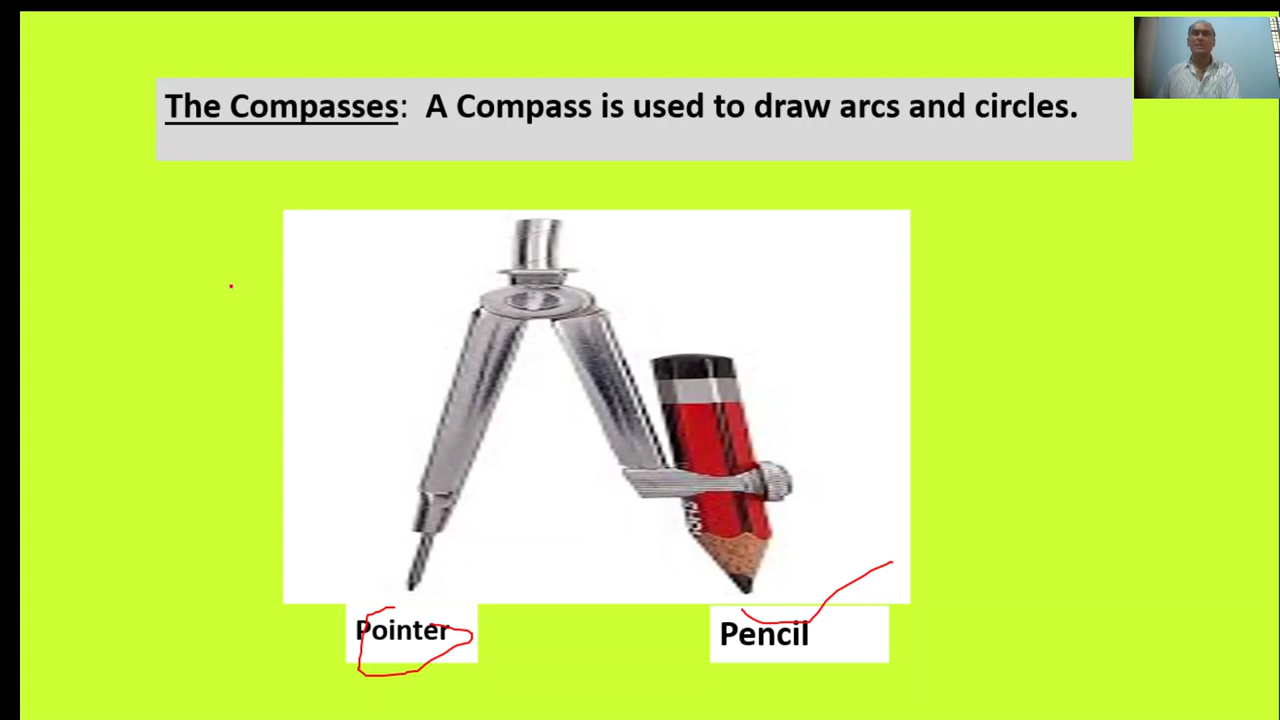 The Compasses: A Compass is used to draw arcs and circles.
Pointer
Pencil